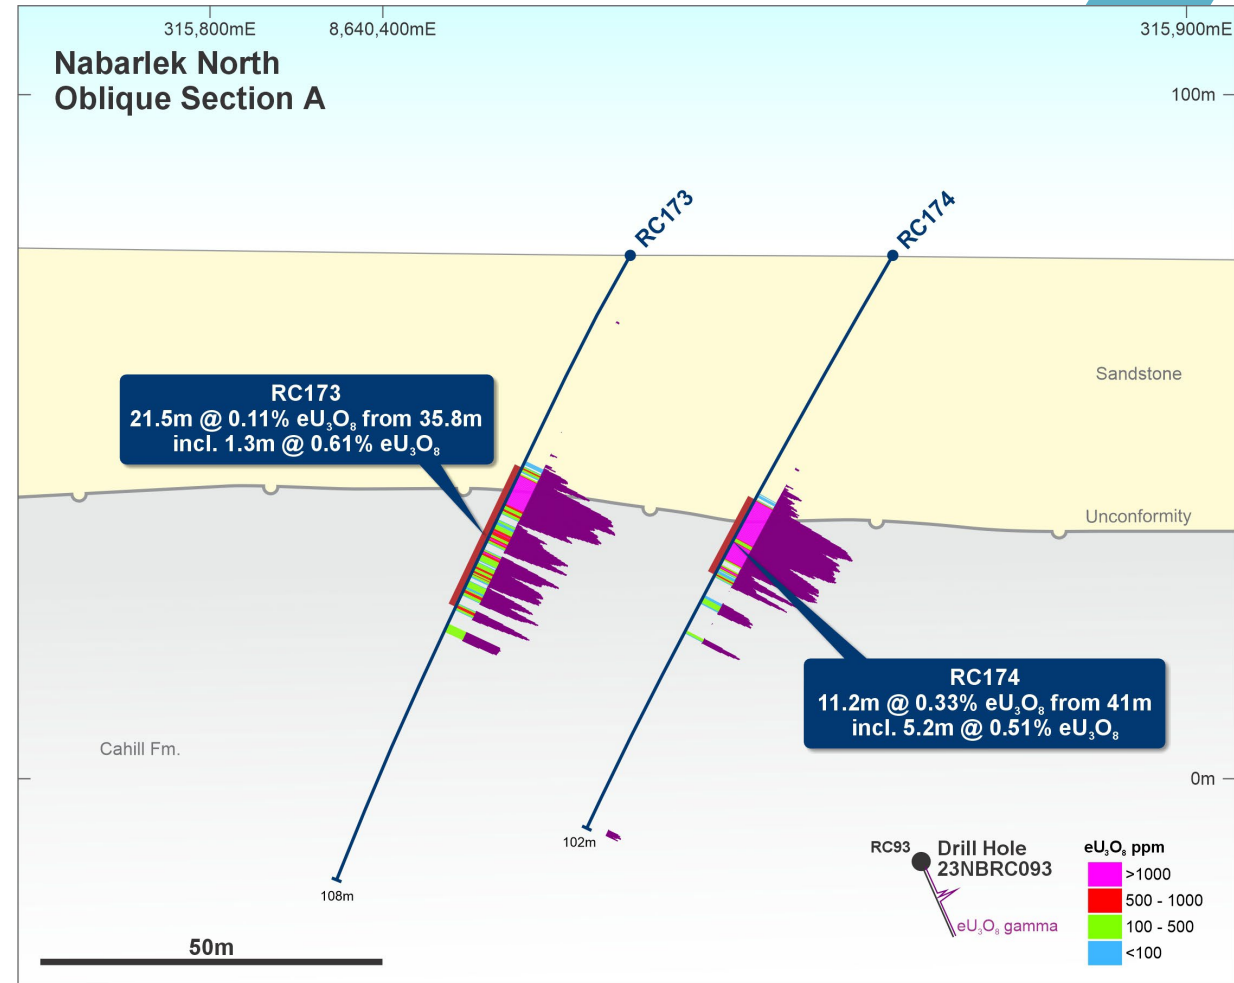 315,800mE
8,640,400mE
315,900mE
Nabarlek North
Oblique Section A
100m
RC173
RC174
Sandstone
RC173
21.5m @ 0.11% eU₃O₈ from 35.8m
incl. 1.3m @ 0.61% eU₃O₈
Unconformity
RC174
11.2m @ 0.33% eU₃O₈ from 41m
incl. 5.2m @ 0.51% eU₃O₈
Cahill Fm.
0m
102m
108m
RC93
Drill Hole
23NBRC093
eU₃O₈ gamma
eU₃O₈ ppm
>1000
500 - 1000
100 - 500
<100
50m